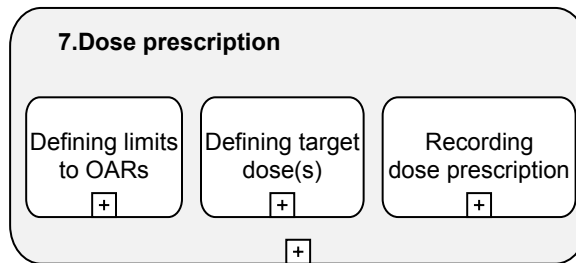 7.Dose prescription
Defining limits
to OARs
+
Defining target
dose(s)
+
Recording
dose prescription
+
+